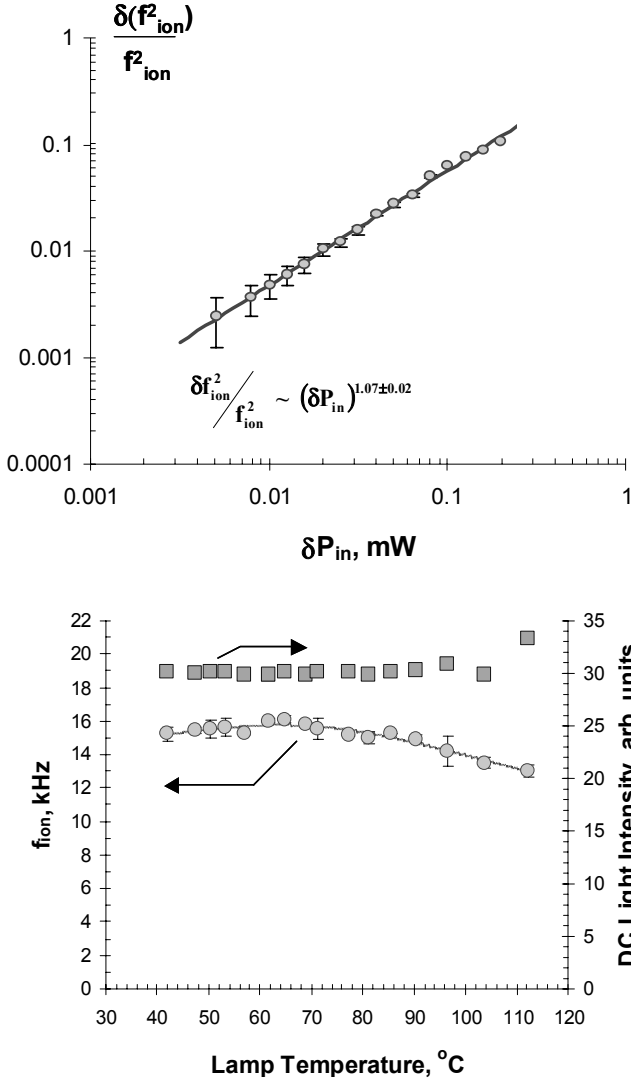 δ(f²ion)
f²ion
1
0.1
0.01
0.001
0.0001
δf²ion / f²ion ~ (δPin)^1.07±0.02
0.001 0.01 0.1 1
δPin, mW
22
20
18
16
14
12
10
8
6
4
2
0
fion, kHz
35
30
25
20
15
10
5
0
DC Light Intensity, arb. units
30 40 50 60 70 80 90 100 110 120
Lamp Temperature, °C